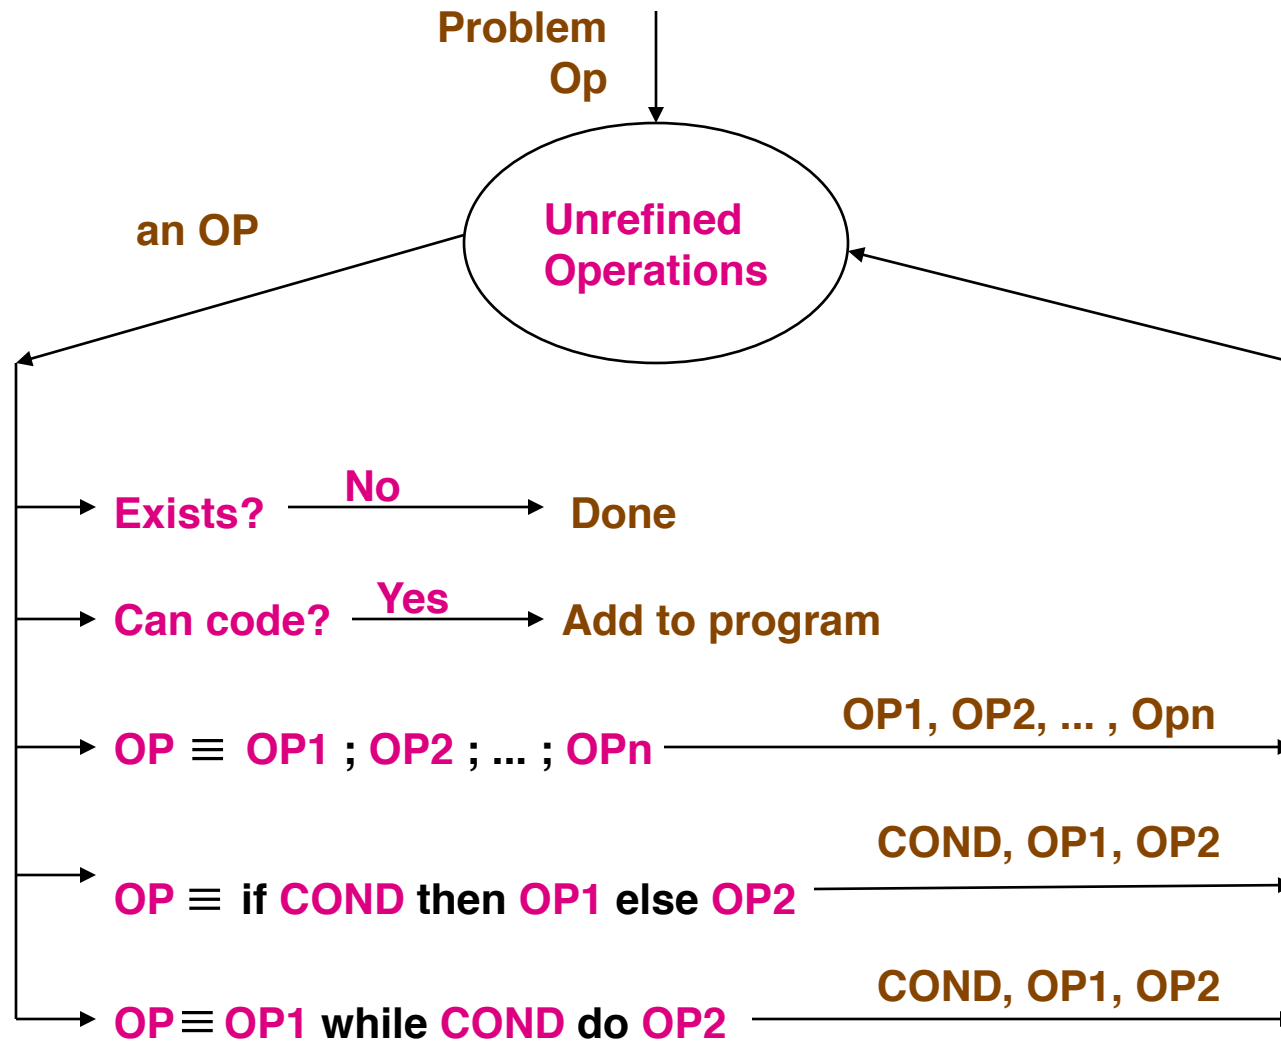 Problem
Op
an OP
Unrefined
Operations
Exists? No Done
Can code? Yes Add to program
OP1, OP2, ... , Opn
OP ≡ OP1 ; OP2 ; ... ; OPn
COND, OP1, OP2
OP ≡ if COND then OP1 else OP2
COND, OP1, OP2
OP ≡ OP1 while COND do OP2